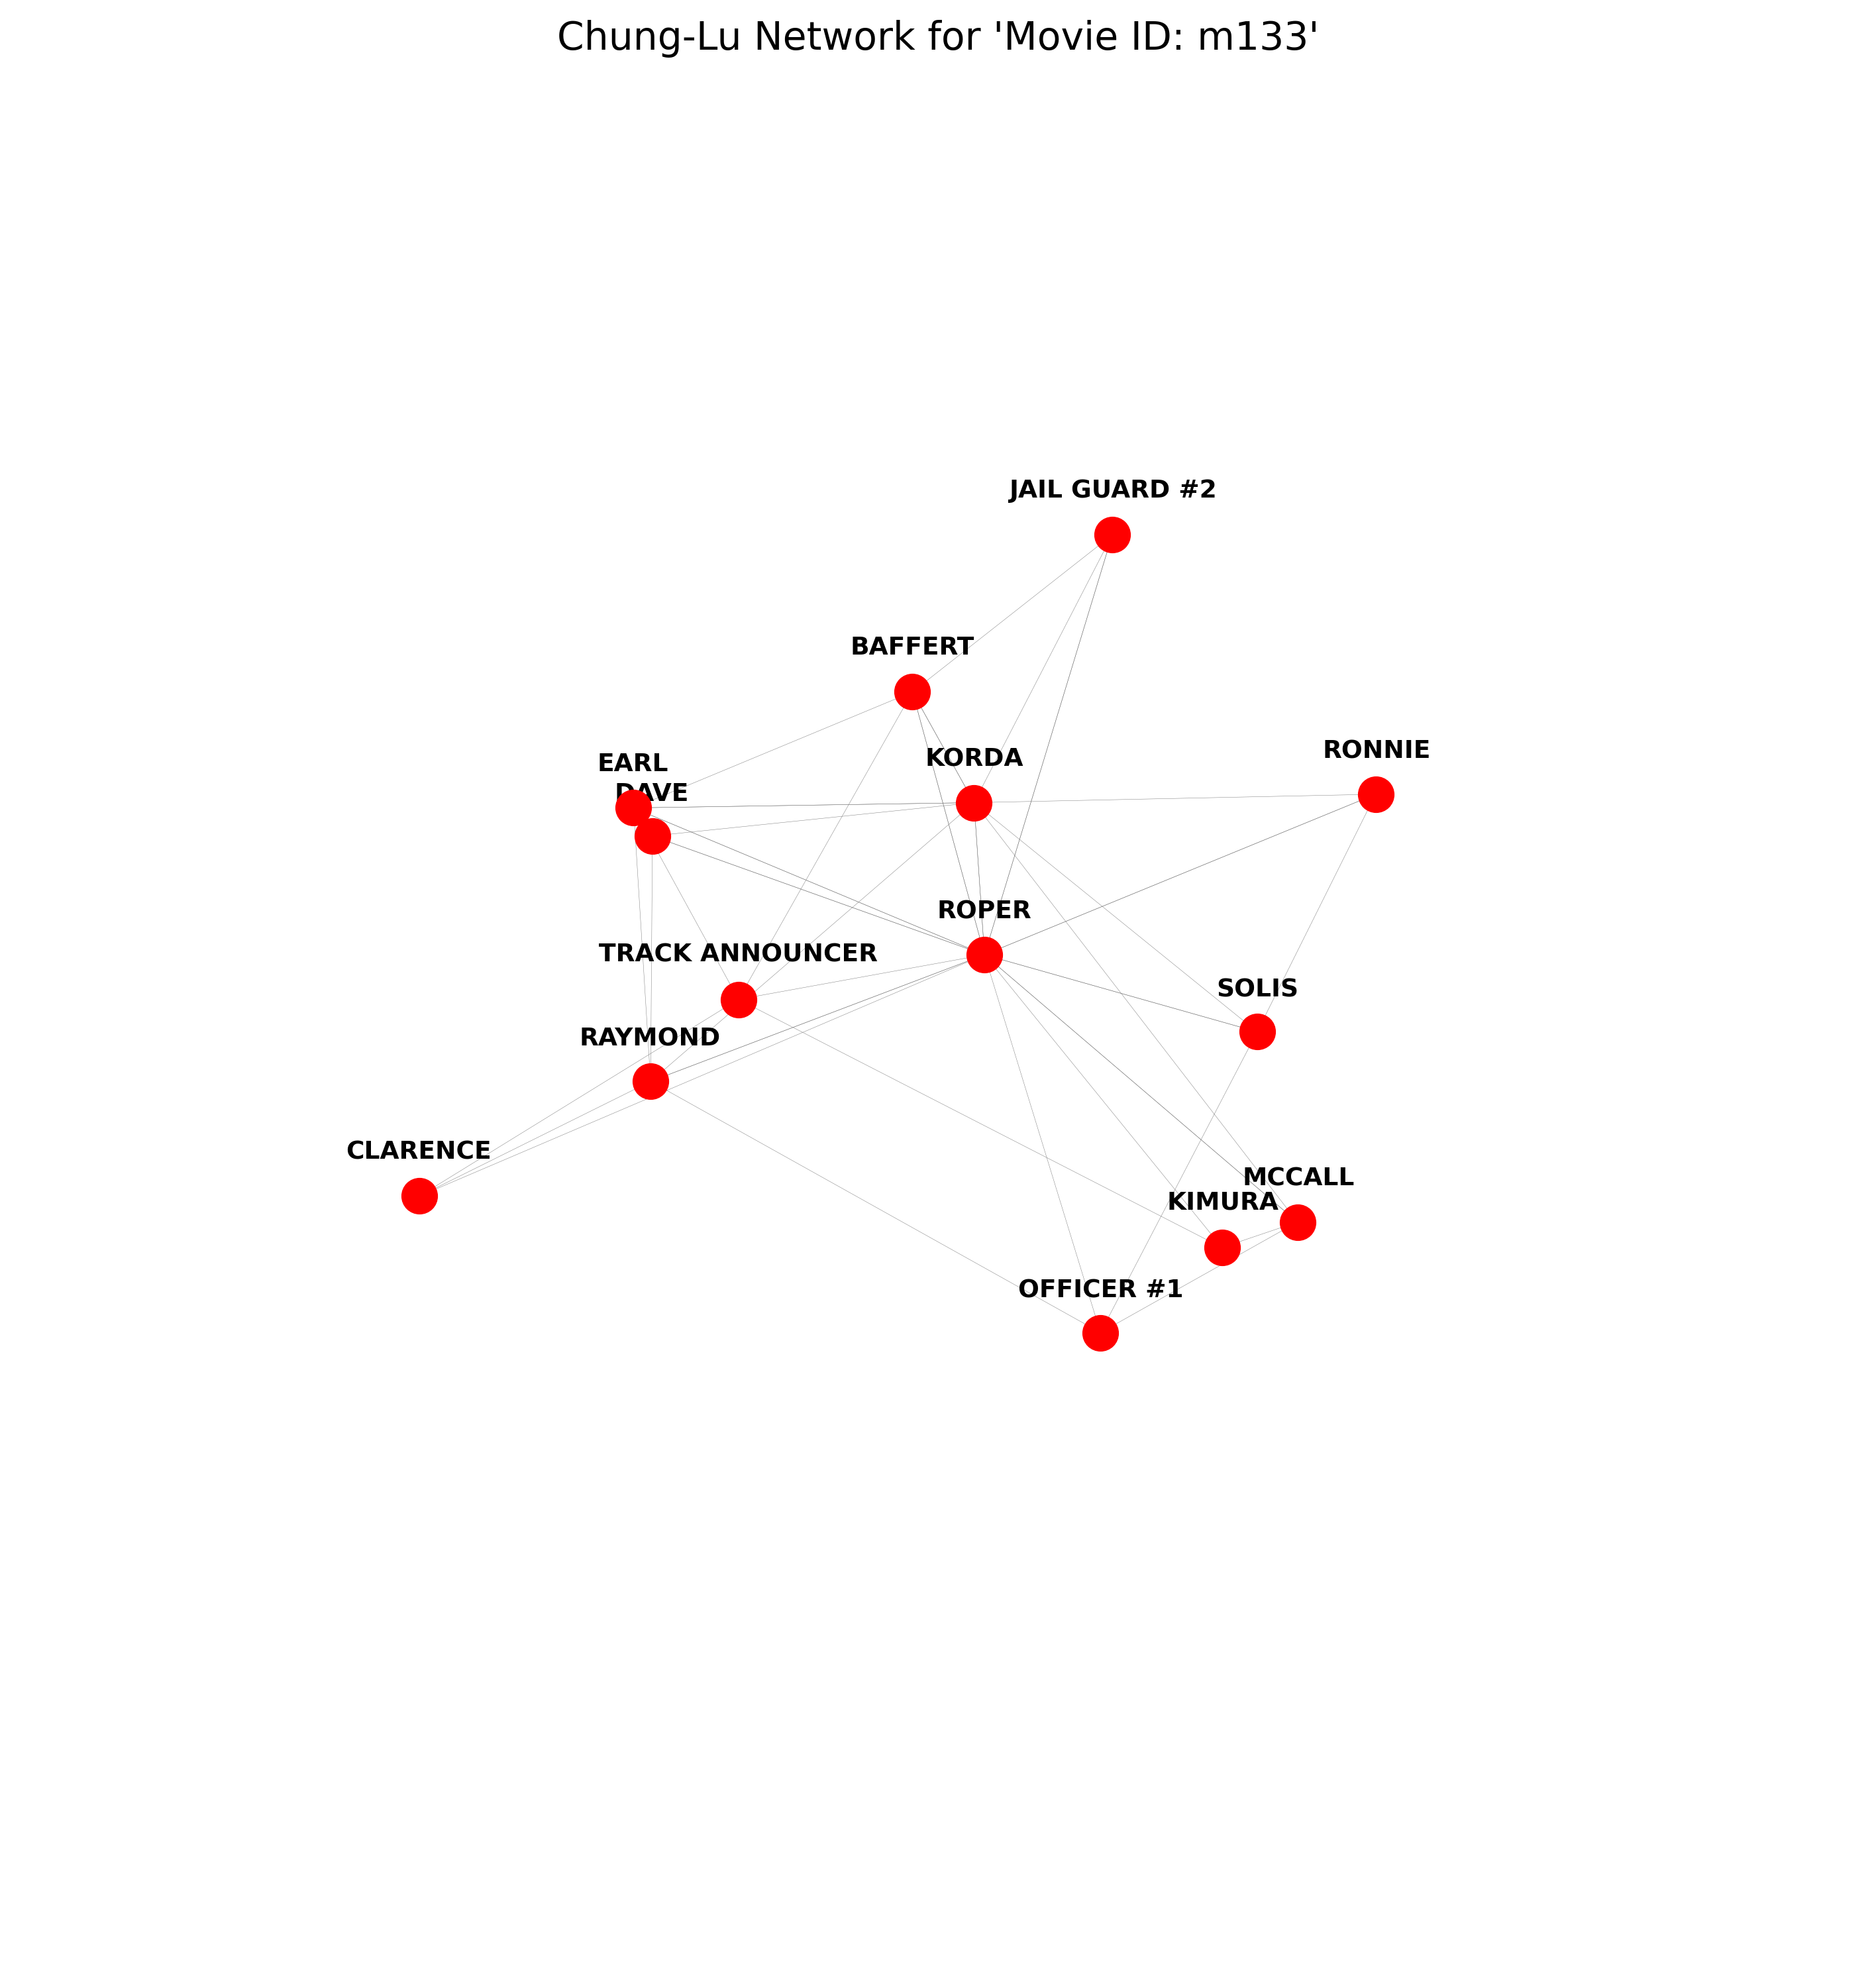 Chung-Lu Network for 'Movie ID: m133'
JAIL GUARD #2
BAFFERT
RONNIE
KORDA
EARL
DAVE
ROPER
TRACK ANNOUNCER
SOLIS
RAYMOND
CLARENCE
MCCALL
KIMURA
OFFICER #1